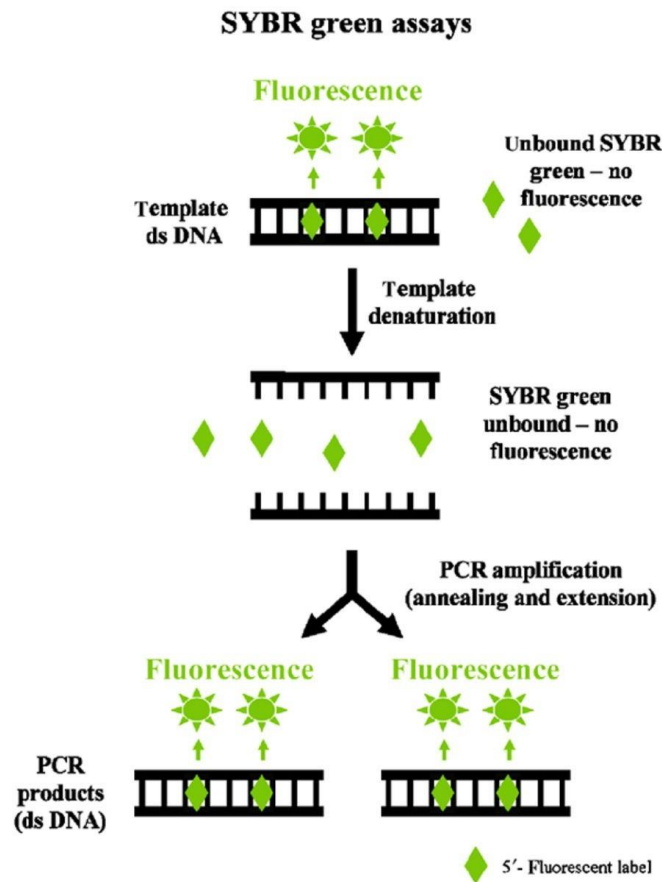 SYBR green assays
Fluorescence
Unbound SYBR
green – no
fluorescence
Template
ds DNA
Template
denaturation
SYBR green
unbound – no
fluorescence
PCR amplification
(annealing and extension)
Fluorescence
Fluorescence
PCR
products
(ds DNA)
5′- Fluorescent label